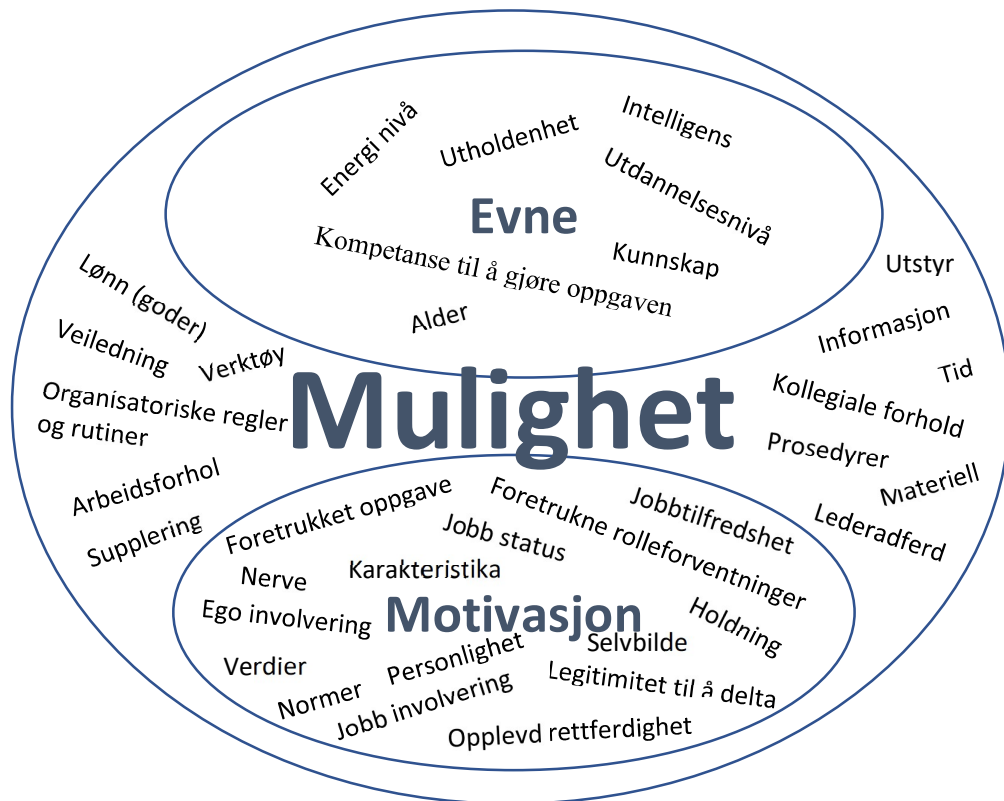 Energi nivå
Utholdenhet
Intelligens
Utdannelsesnivå
Evne
Kompetanse til å gjøre oppgaven
Kunnskap
Alder
Lønn (goder)
Veiledning
Verktøy
Organisatoriske regler
og rutiner
Arbeidsforhol
Supplering
Mulighet
Utstyr
Informasjon
Tid
Kollegiale forhold
Prosedyrer
Materiell
Lederadferd
Foretrukket oppgave
Jobb status
Foretrukne rolleforventninger
Jobbtilfredshet
Nerve
Karakteristika
Ego involvering
Motivasjon
Holdning
Selvbilde
Verdier
Personlighet
Legitimitet til å delta
Normer
Jobb involvering
Opplevd rettferdighet